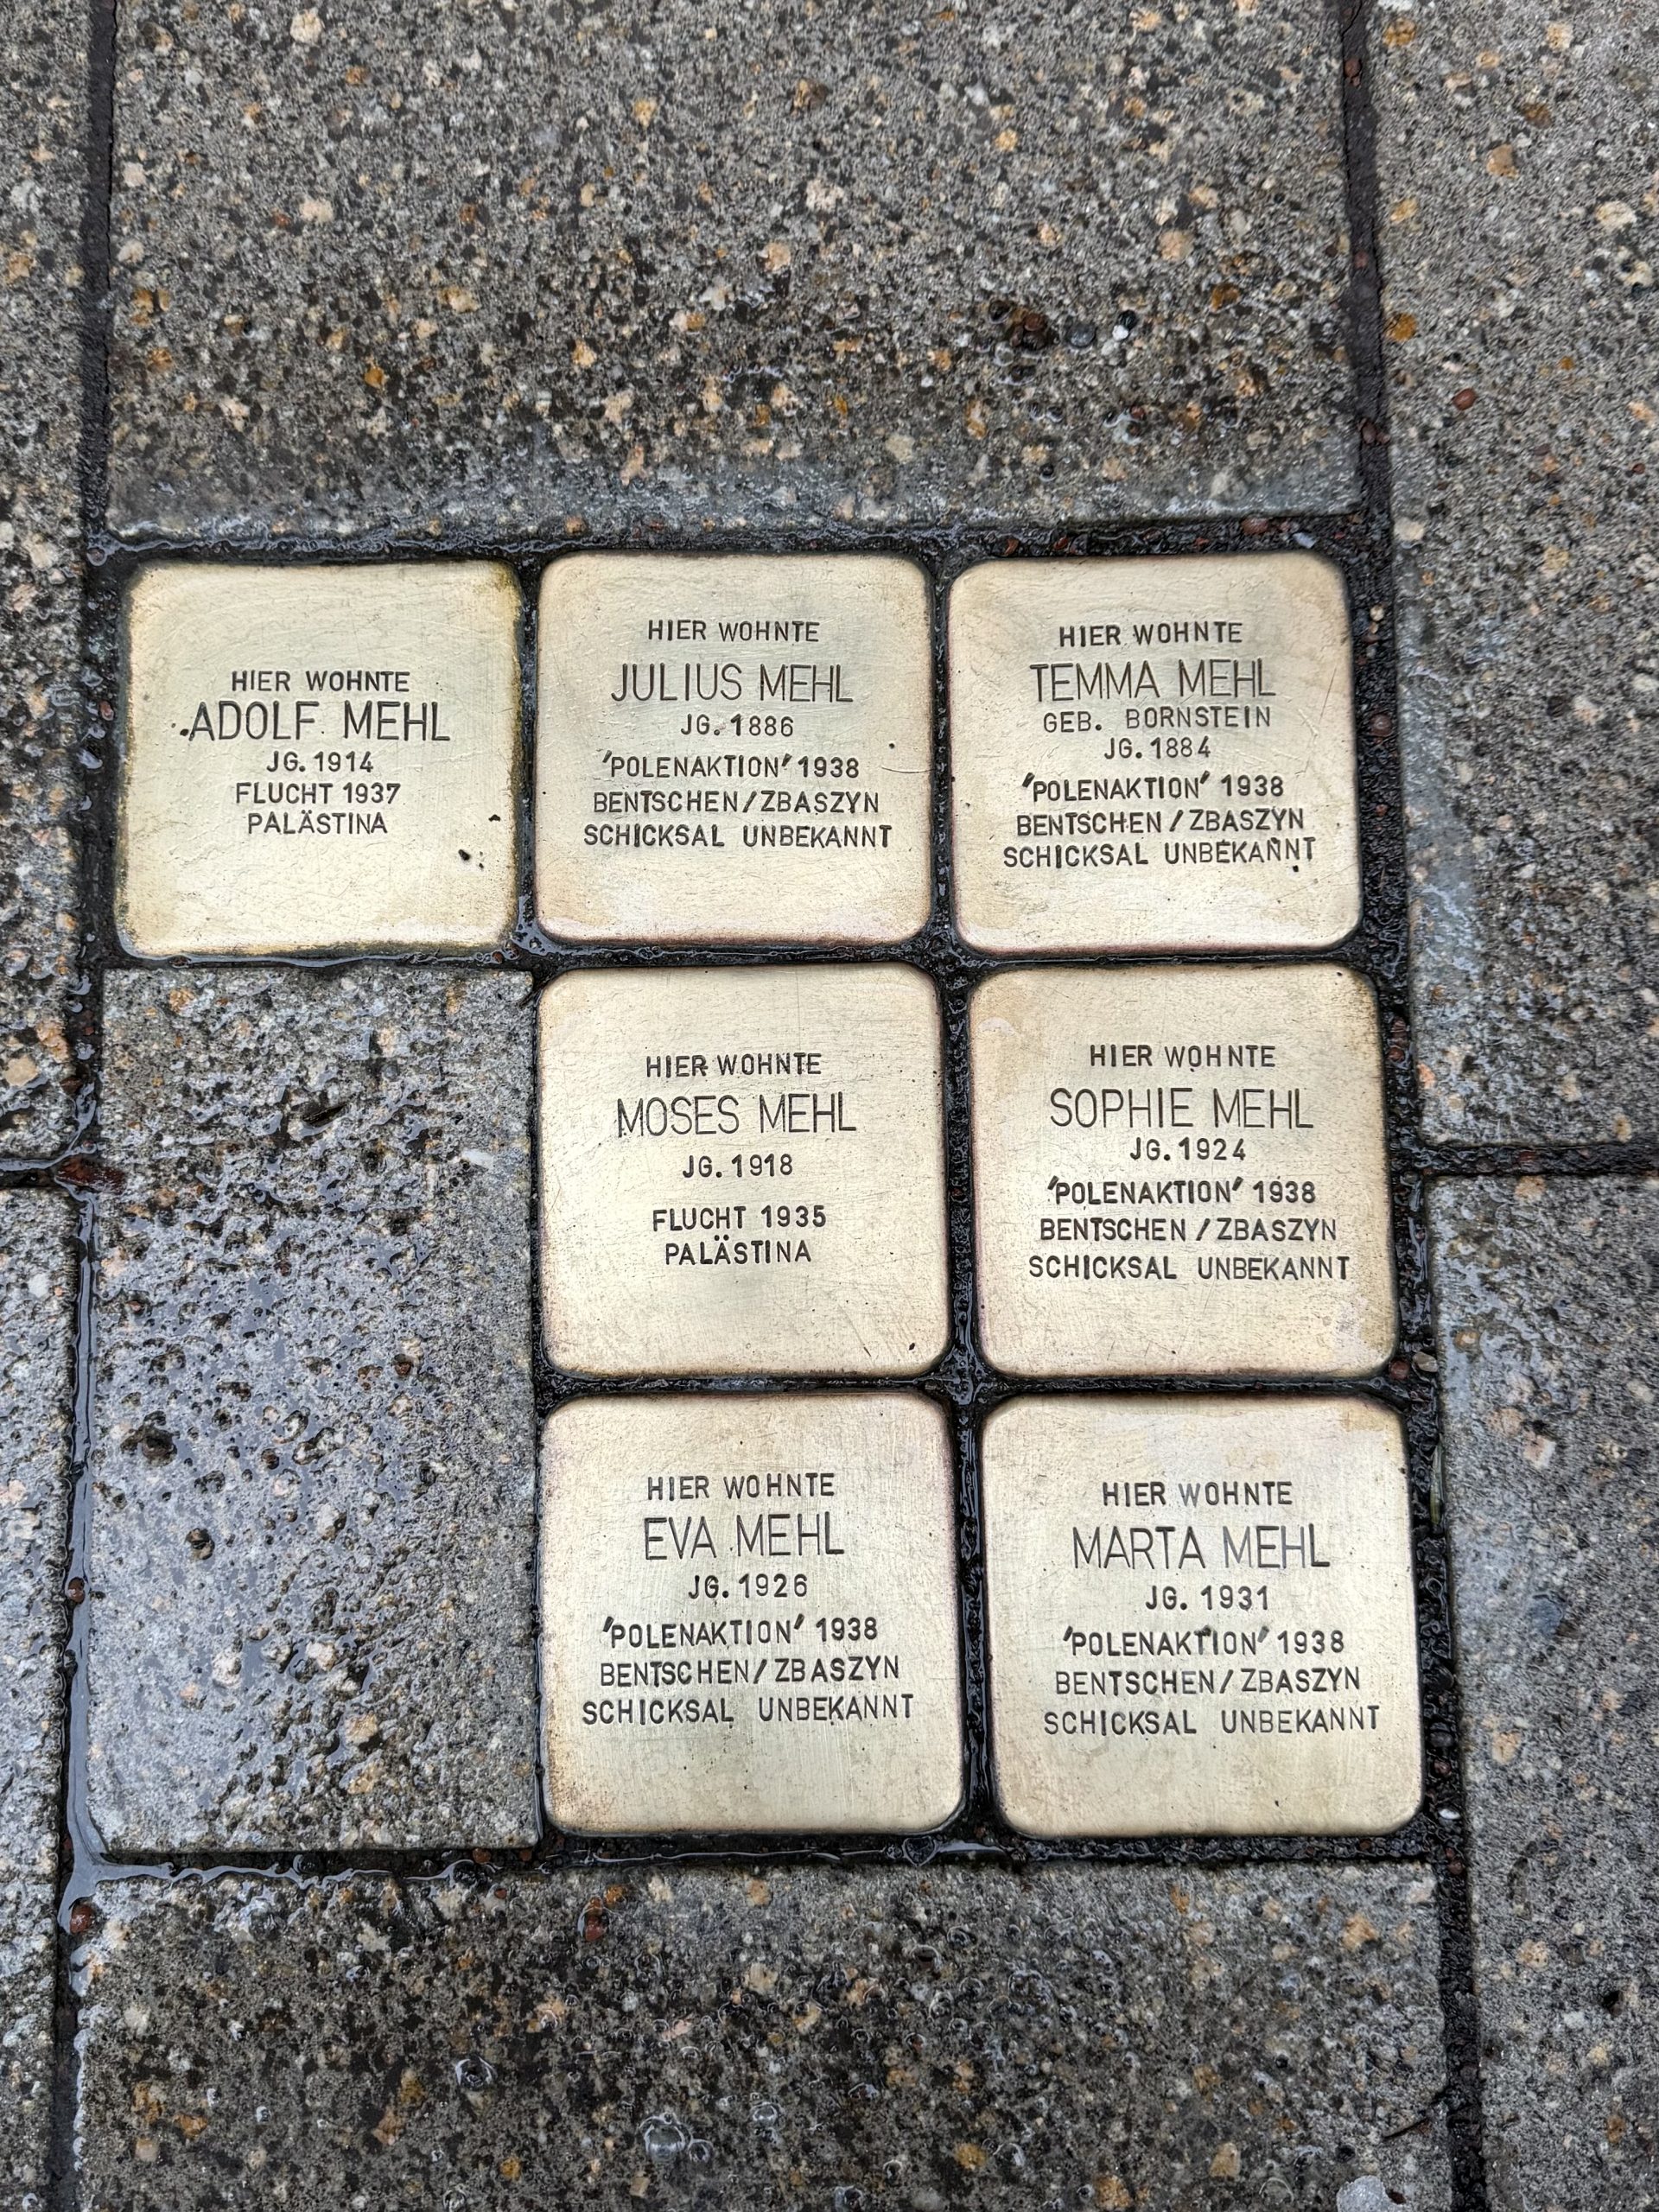 HIER WOHNTE
ADOLF MEHL
JG. 1914
FLUCHT 1937
PALÄSTINA
HIER WOHNTE
JULIUS MEHL
JG. 1886
"POLENAKTION" 1938
BENTSCHEN/ZBASZYN
SCHICKSAL UNBEKANNT
HIER WOHNTE
TEMMA MEHL
GEB. BORNSTEIN
JG. 1884
"POLENAKTION" 1938
BENTSCHEN/ZBASZYN
SCHICKSAL UNBEKANNT
HIER WOHNTE
MOSES MEHL
JG. 1918
FLUCHT 1935
PALÄSTINA
HIER WOHNTE
SOPHIE MEHL
JG. 1924
"POLENAKTION" 1938
BENTSCHEN/ZBASZYN
SCHICKSAL UNBEKANNT
HIER WOHNTE
EVA MEHL
JG. 1926
"POLENAKTION" 1938
BENTSCHEN/ZBASZYN
SCHICKSAL UNBEKANNT
HIER WOHNTE
MARTA MEHL
JG. 1931
"POLENAKTION" 1938
BENTSCHEN/ZBASZYN
SCHICKSAL UNBEKANNT